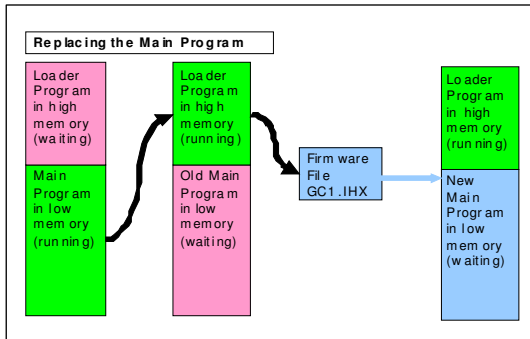 Replacing the Main Program
Loader
Program
in high
memory
(waiting)
Main
Program
in low
memory
(running)
Loader
Program
in high
memory
(running)
Old Main
Program
in low
memory
(waiting)
Firmware
File
GC1.IHX
Loader
Program
in high
memory
(running)
New
Main
Program
in low
memory
(waiting)